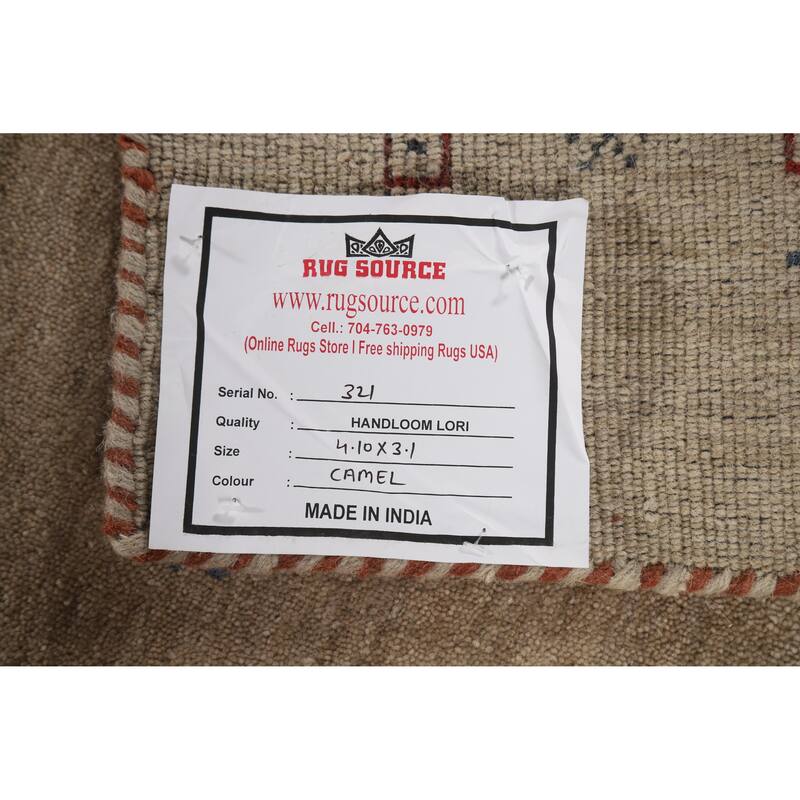 RUG SOURCE
www.rugsource.com
Cell.: 704-763-0979
(Online Rugs Store I Free shipping Rugs USA)
Serial No. : 321
Quality : HANDLOOM LORI
Size : 4.10X3.1
Colour : CAMEL
MADE IN INDIA